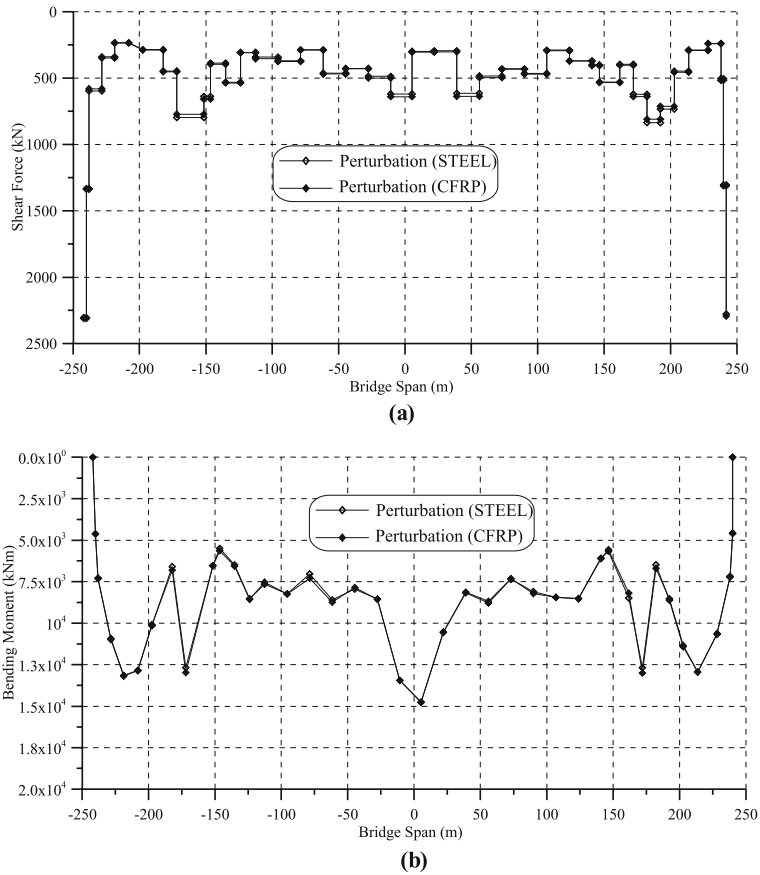 0
500
1000
1500
2000
2500
Shear Force (kN)
Perturbation (STEEL)
Perturbation (CFRP)
-250 -200 -150 -100 -50 0 50 100 150 200 250
Bridge Span (m)
(a)
0.0x10⁰
2.5x10³
5.0x10³
7.5x10³
10⁴
1.3x10⁴
1.5x10⁴
1.8x10⁴
2.0x10⁴
Bending Moment (kNm)
Perturbation (STEEL)
Perturbation (CFRP)
-250 -200 -150 -100 -50 0 50 100 150 200 250
Bridge Span (m)
(b)